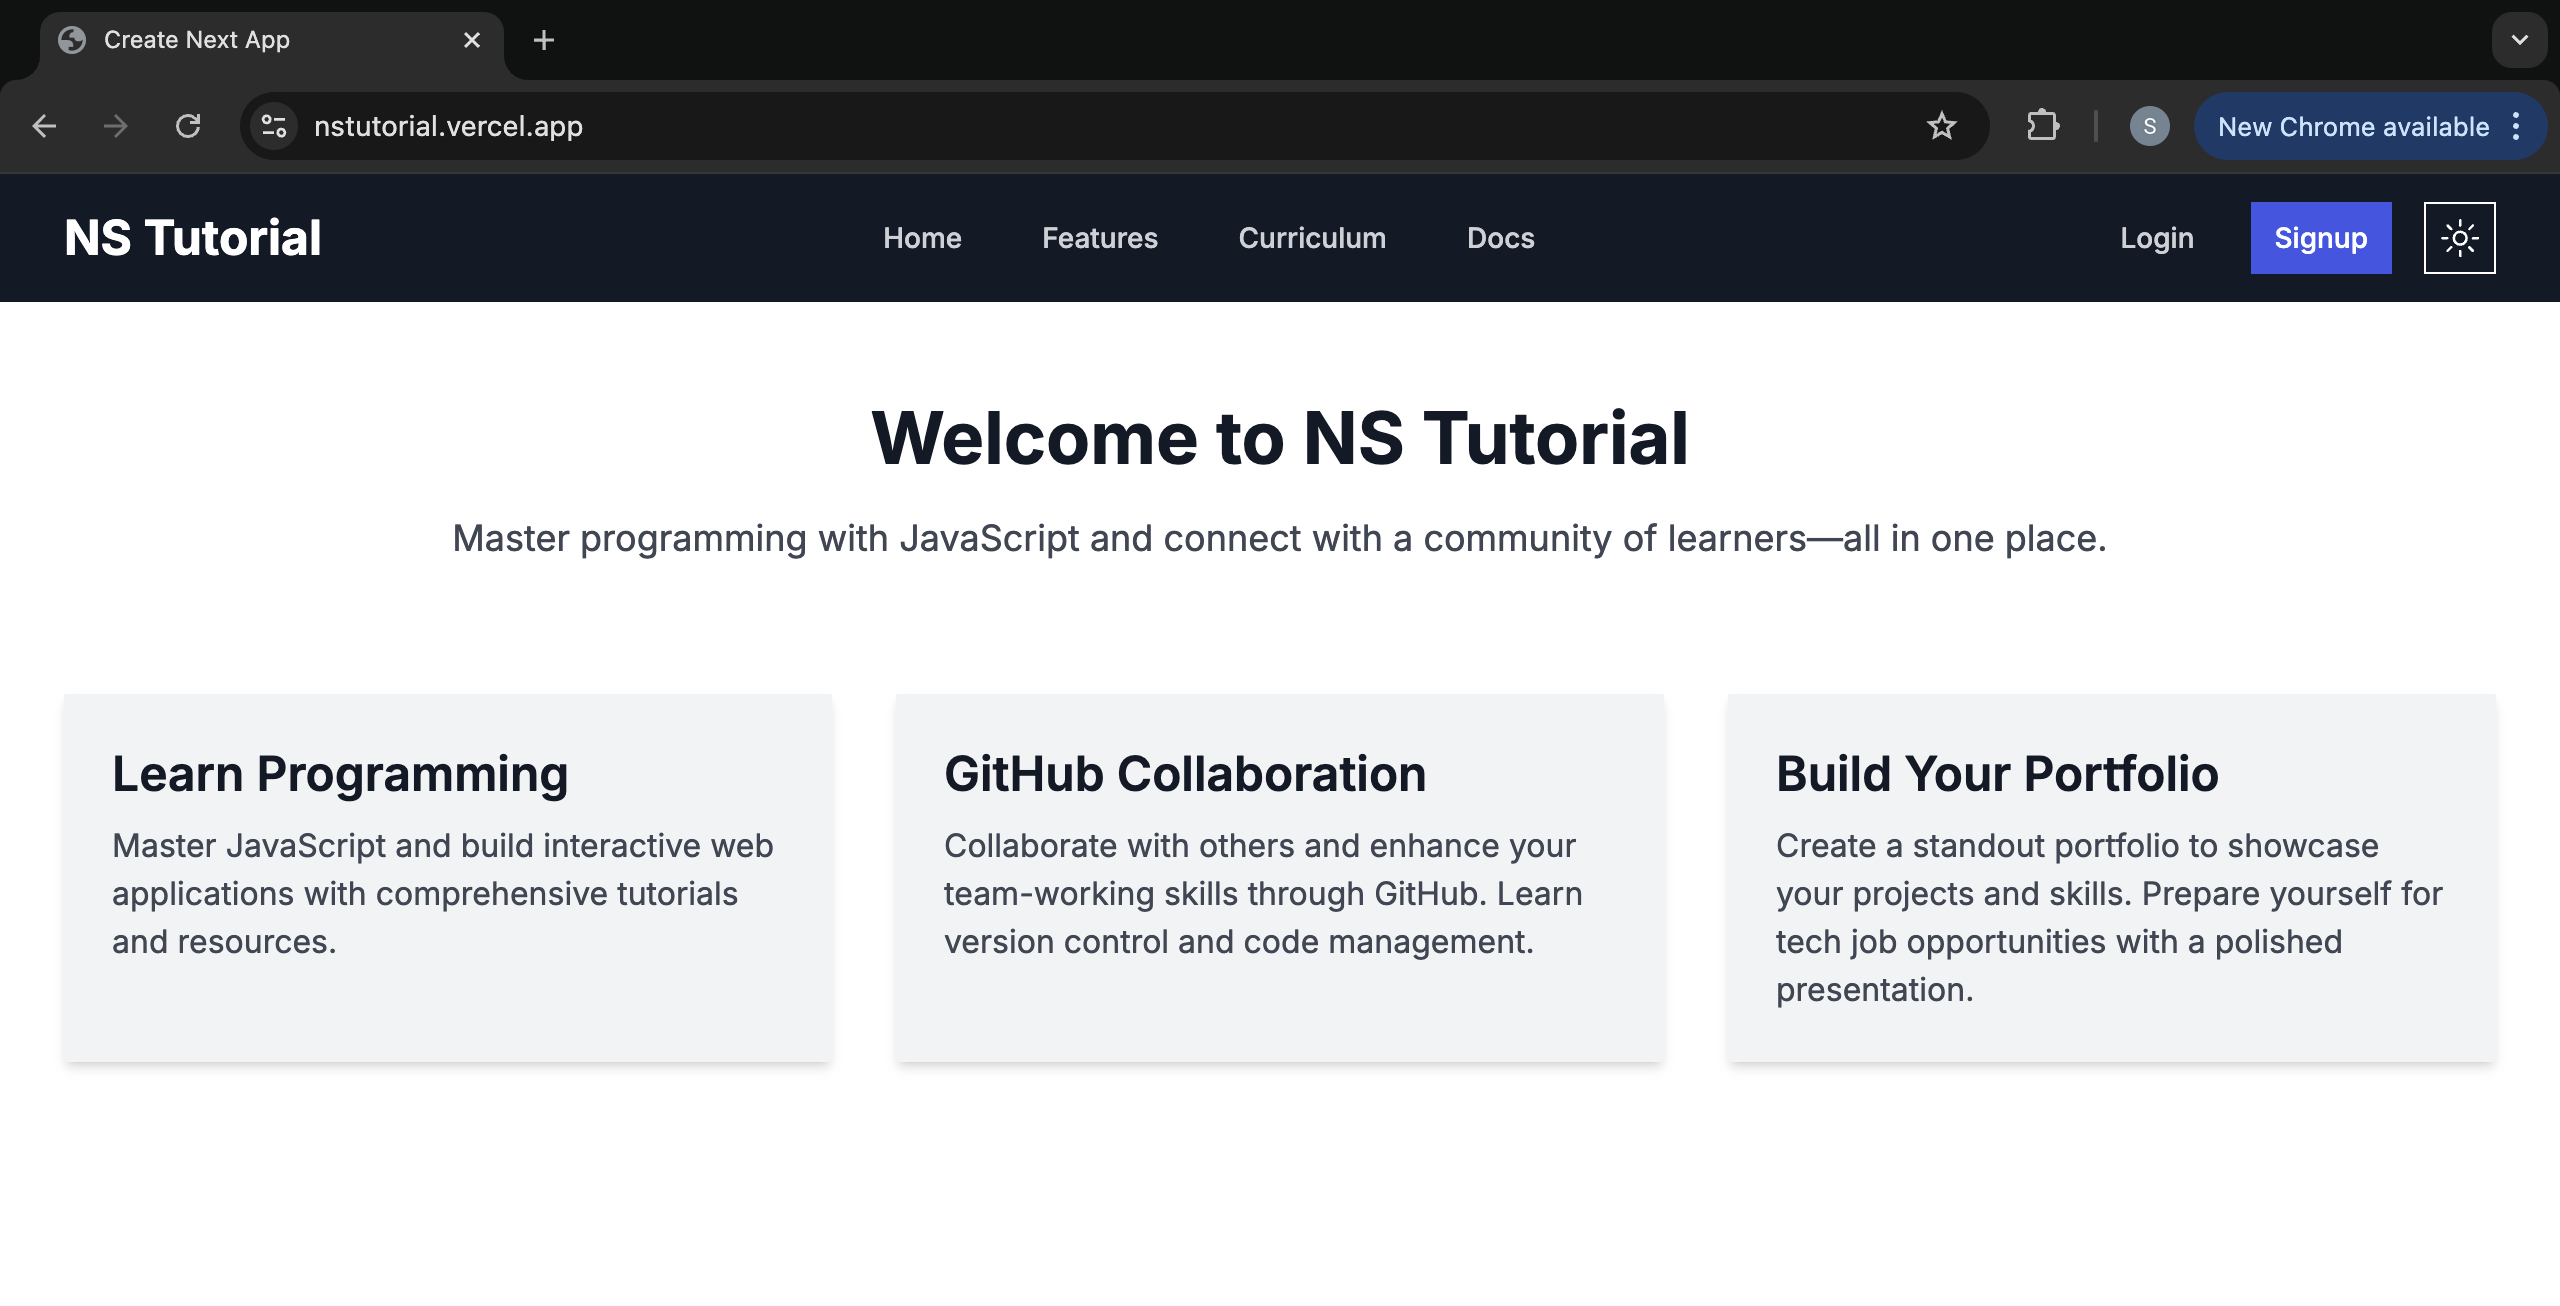 Create Next App
nstutorial.vercel.app
S
New Chrome available
NS Tutorial
Home
Features
Curriculum
Docs
Login
Signup
Welcome to NS Tutorial
Master programming with JavaScript and connect with a community of learners—all in one place.
Learn Programming
Master JavaScript and build interactive web
applications with comprehensive tutorials
and resources.
GitHub Collaboration
Collaborate with others and enhance your
team-working skills through GitHub. Learn
version control and code management.
Build Your Portfolio
Create a standout portfolio to showcase
your projects and skills. Prepare yourself for
tech job opportunities with a polished
presentation.